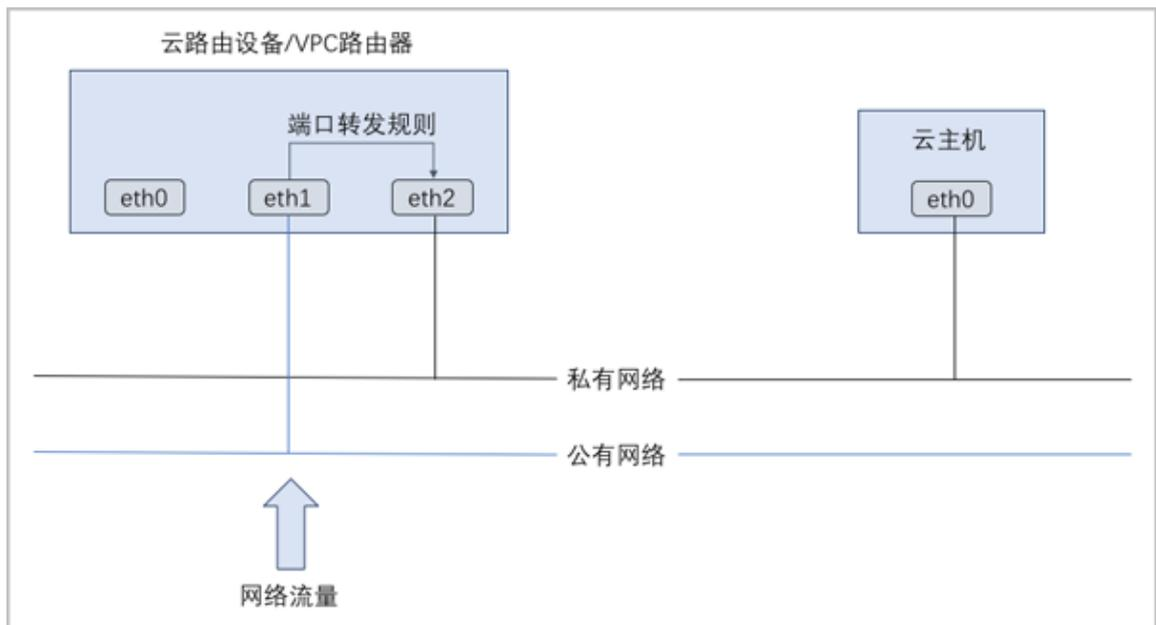 云路由设备/VPC路由器
端口转发规则
云主机
eth0
eth1
eth2
eth0
私有网络
公有网络
网络流量